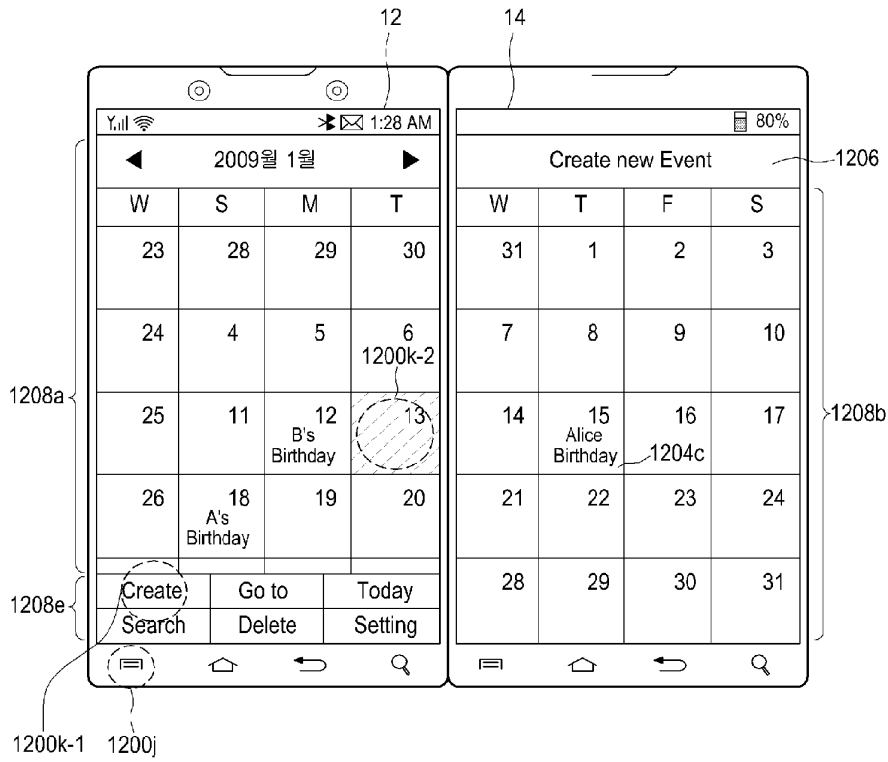 12
14
1:28 AM
80%
2009월 1월
Create new Event
1206
W S M T
W T F S
23 28 29 30
31 1 2 3
24 4 5 6
7 8 9 10
1200k-2
1208a
1208b
25 11 12 13
B's
Birthday
14 15 16 17
Alice
Birthday
1204c
26 18 19 20
A's
Birthday
21 22 23 24
1208e
Create Go to Today
Search Delete Setting
28 29 30 31
1200k-1
1200j